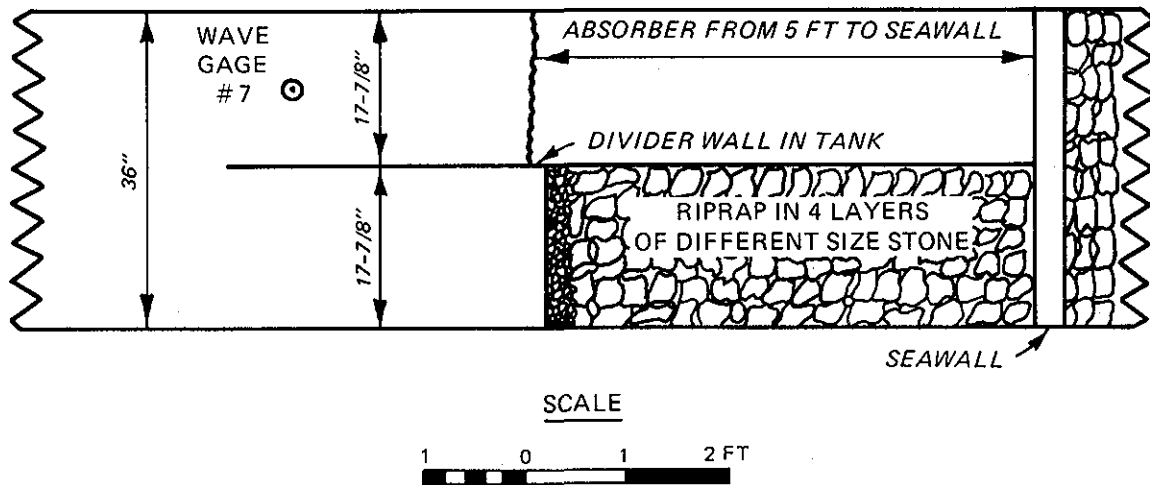 WAVE
GAGE
#7
36"
17-7/8"
17-7/8"
ABSORBER FROM 5 FT TO SEAWALL
DIVIDER WALL IN TANK
RIPRAP IN 4 LAYERS
OF DIFFERENT SIZE STONE
SEAWALL
SCALE
1 0 1 2 FT